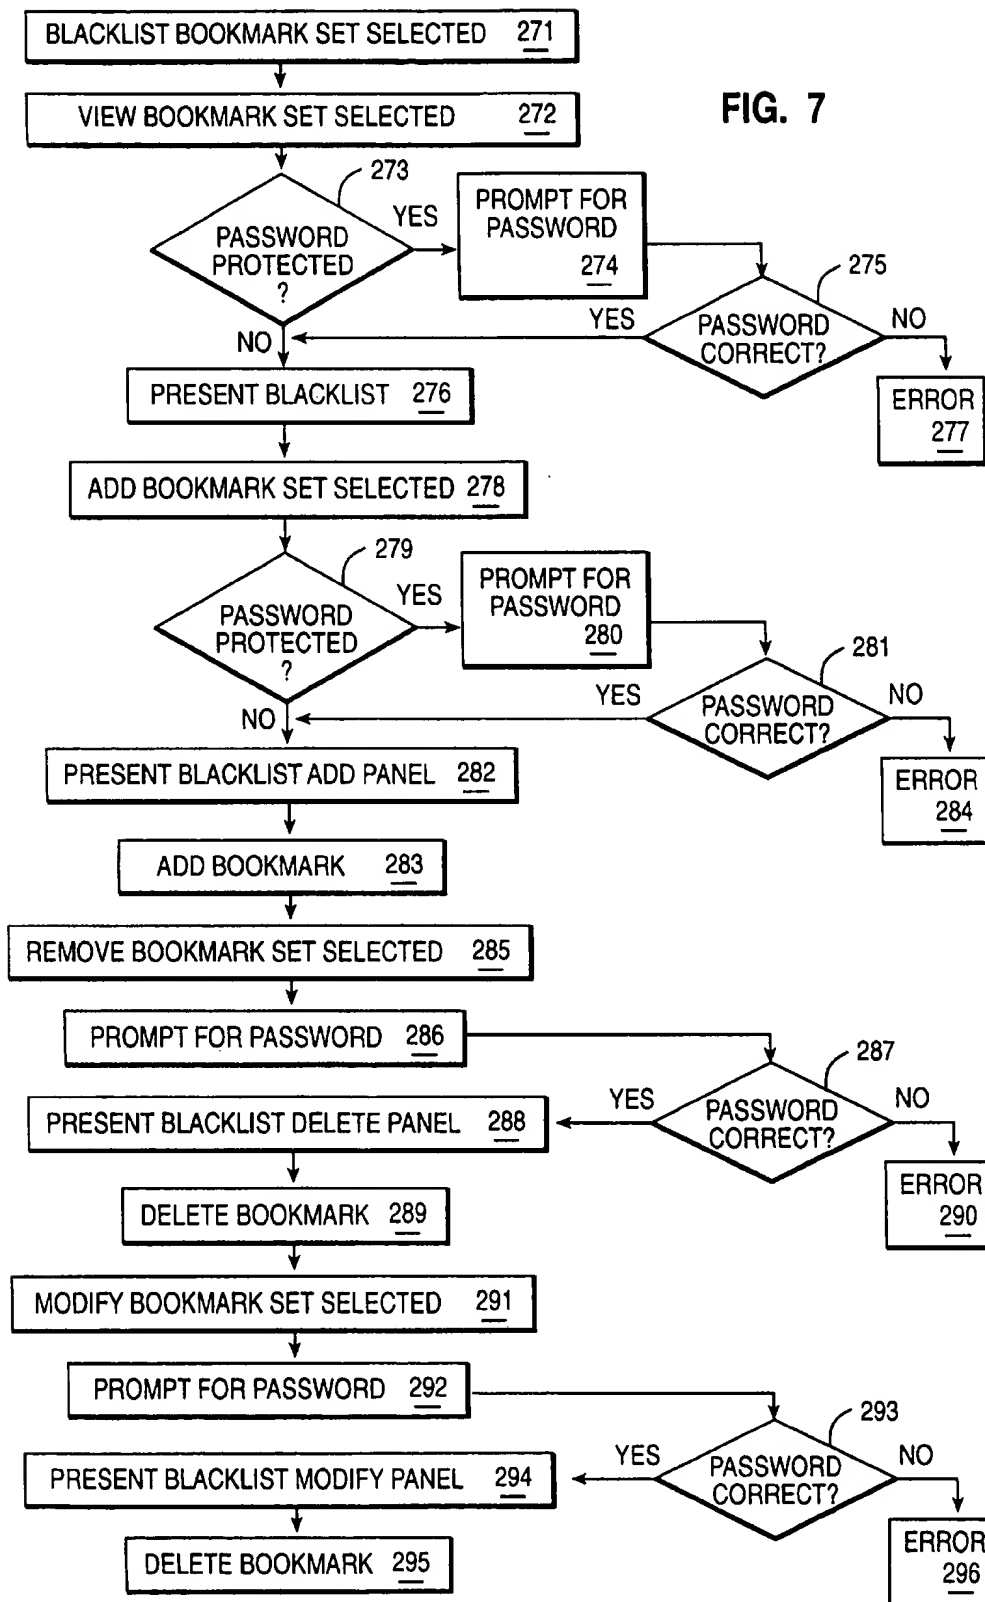 BLACKLIST BOOKMARK SET SELECTED 271
VIEW BOOKMARK SET SELECTED 272
FIG. 7
273
PASSWORD
PROTECTED
?
YES
PROMPT FOR
PASSWORD
274
275
PASSWORD
CORRECT?
YES
NO
NO
ERROR
277
PRESENT BLACKLIST 276
ADD BOOKMARK SET SELECTED 278
279
PASSWORD
PROTECTED
?
YES
PROMPT FOR
PASSWORD
280
281
PASSWORD
CORRECT?
YES
NO
NO
ERROR
284
PRESENT BLACKLIST ADD PANEL 282
ADD BOOKMARK 283
REMOVE BOOKMARK SET SELECTED 285
PROMPT FOR PASSWORD 286
287
PASSWORD
CORRECT?
YES
NO
PRESENT BLACKLIST DELETE PANEL 288
ERROR
290
DELETE BOOKMARK 289
MODIFY BOOKMARK SET SELECTED 291
PROMPT FOR PASSWORD 292
293
PASSWORD
CORRECT?
YES
NO
PRESENT BLACKLIST MODIFY PANEL 294
ERROR
296
DELETE BOOKMARK 295